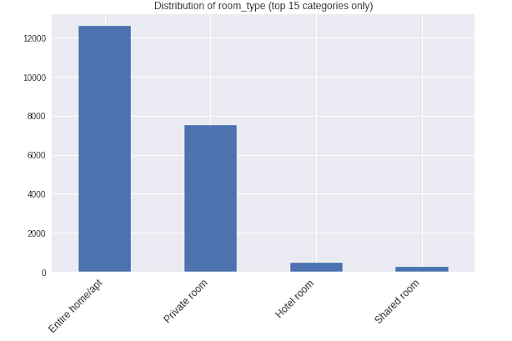 Distribution of room_type (top 15 categories only)
12000
10000
8000
6000
4000
2000
0
Entire home/apt
Private room
Hotel room
Shared room